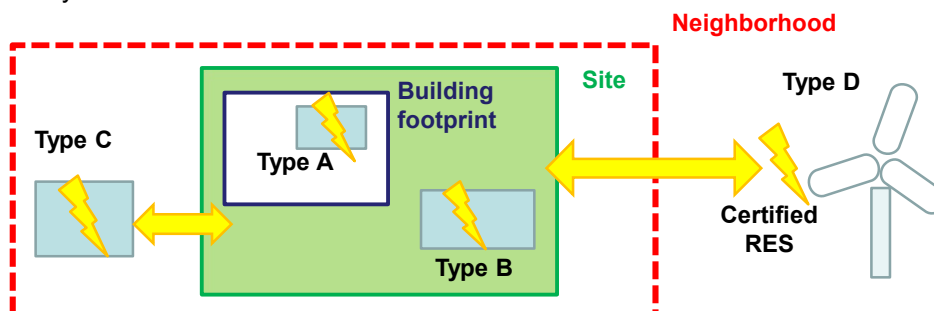 Neighborhood
Site
Type D
Building
footprint
Type C
Type A
Certified
RES
Type B